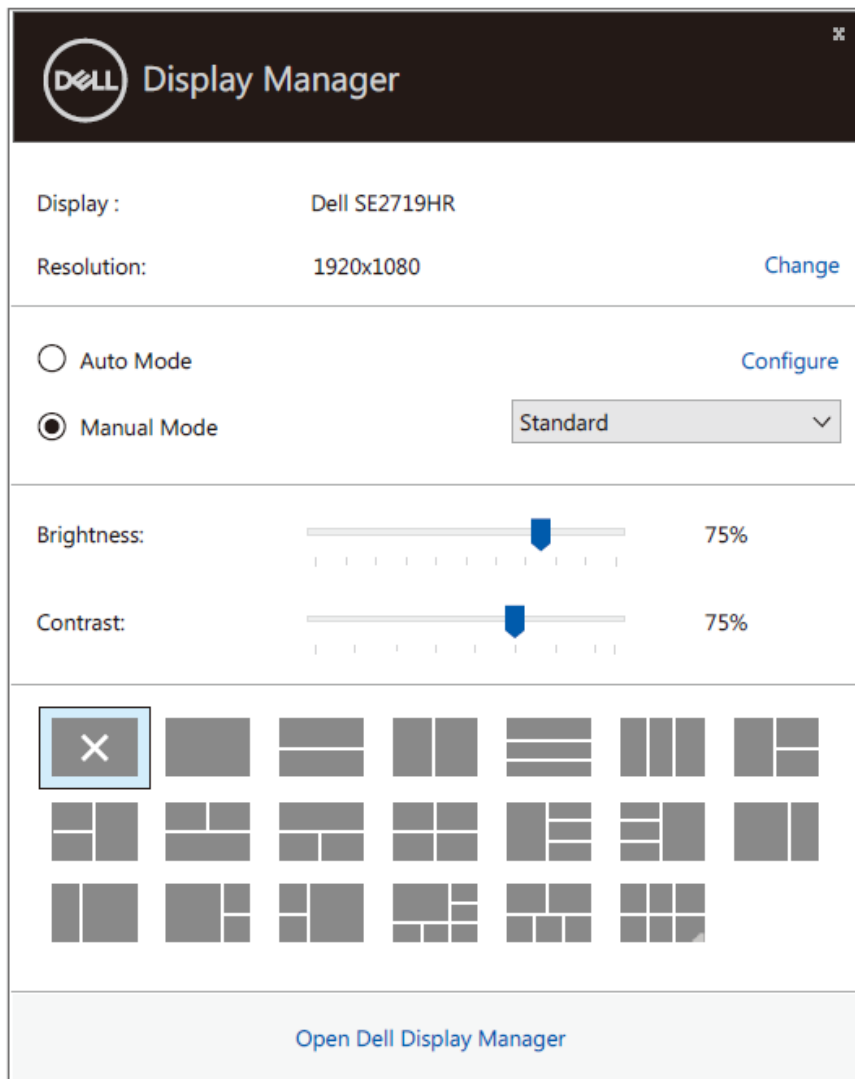 DELL Display Manager
Display : Dell SE2719HR
Resolution: 1920x1080 Change
Auto Mode Configure
Manual Mode Standard
Brightness: 75%
Contrast: 75%
Open Dell Display Manager